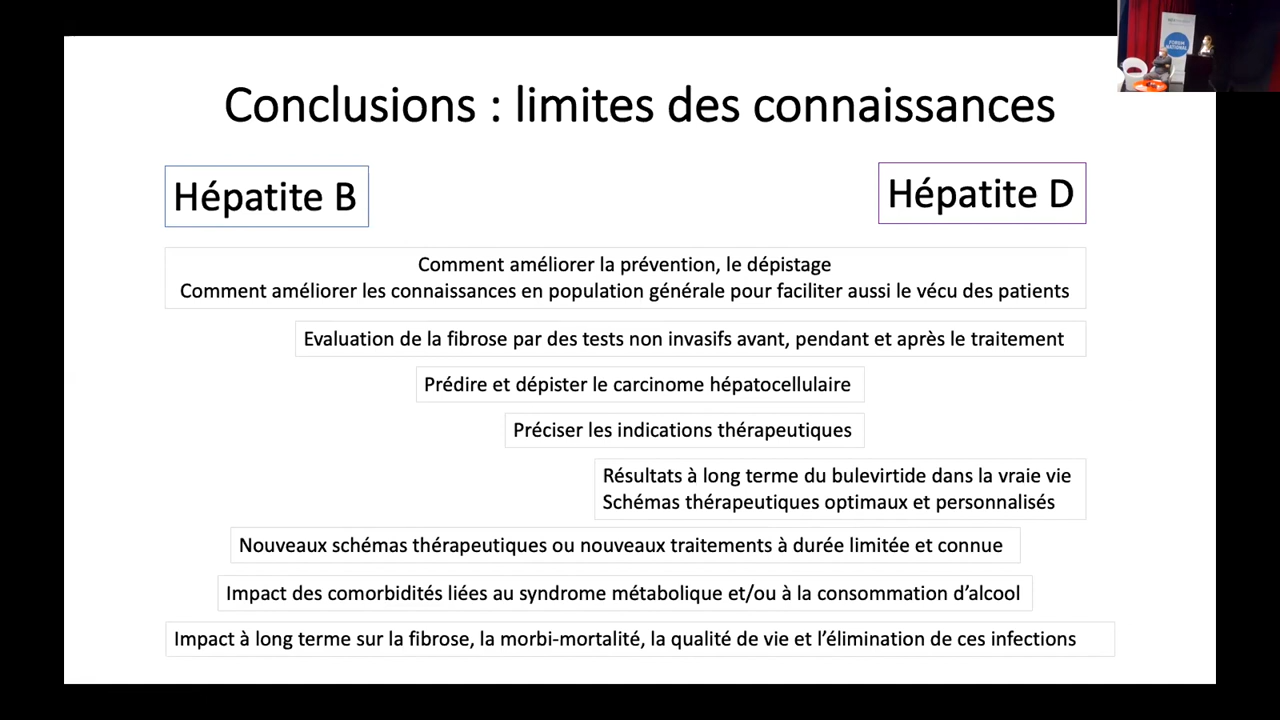 FORUM
NATIONAL
Conclusions : limites des connaissances
Hépatite B
Hépatite D
Comment améliorer la prévention, le dépistage
Comment améliorer les connaissances en population générale pour faciliter aussi le vécu des patients
Evaluation de la fibrose par des tests non invasifs avant, pendant et après le traitement
Prédire et dépister le carcinome hépatocellulaire
Préciser les indications thérapeutiques
Résultats à long terme du bulevirtide dans la vraie vie
Schémas thérapeutiques optimaux et personnalisés
Nouveaux schémas thérapeutiques ou nouveaux traitements à durée limitée et connue
Impact des comorbidités liées au syndrome métabolique et/ou à la consommation d’alcool
Impact à long terme sur la fibrose, la morbi-mortalité, la qualité de vie et l’élimination de ces infections